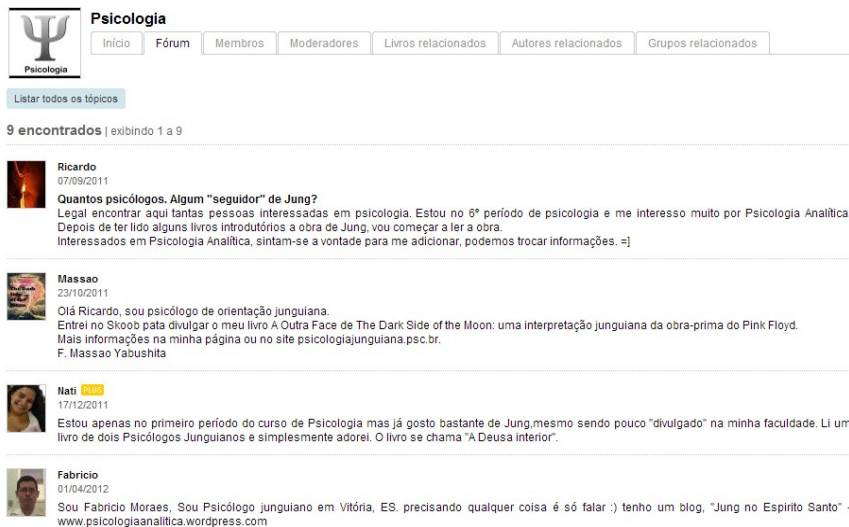 Psicologia
Início Fórum Membros Moderadores Livros relacionados Autores relacionados Grupos relacionados
Psicologia
Listar todos os tópicos
9 encontrados | exibindo 1 a 9
Ricardo
07/09/2011
Quantos psicólogos. Algum "seguidor" de Jung?
Legal encontrar aqui tantas pessoas interessadas em psicologia. Estou no 6º período de psicologia e me interesso muito por Psicologia Analítica.
Depois de ter lido alguns livros introdutórios a obra de Jung, vou começar a ler a obra.
Interessados em Psicologia Analítica, sintam-se a vontade para me adicionar, podemos trocar informações. =]
The Dark
Side of
the Moon
Massao
23/10/2011
Olá Ricardo, sou psicólogo de orientação junguiana.
Entrei no Skoob pata divulgar o meu livro A Outra Face de The Dark Side of the Moon: uma interpretação junguiana da obra-prima do Pink Floyd.
Mais informações na minha página ou no site psicologiajunguiana.psc.br.
F. Massao Yabushita
Nati PLUS
17/12/2011
Estou apenas no primeiro período do curso de Psicologia mas já gosto bastante de Jung,mesmo sendo pouco "divulgado" na minha faculdade. Li um
livro de dois Psicólogos Junguianos e simplesmente adorei. O livro se chama "A Deusa interior".
Fabricio
01/04/2012
Sou Fabricio Moraes, Sou Psicólogo junguiano em Vitória, ES. precisando qualquer coisa é só falar :) tenho um blog, "Jung no Espirito Santo" -
www.psicologiaanalitica.wordpress.com